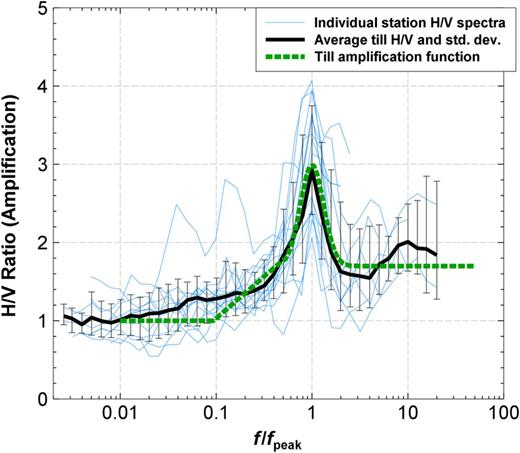 Individual station H/V spectra
Average till H/V and std. dev.
Till amplification function
H/V Ratio (Amplification)
5
4
3
2
1
0
0.01 0.1 1 10 100
f/fpeak